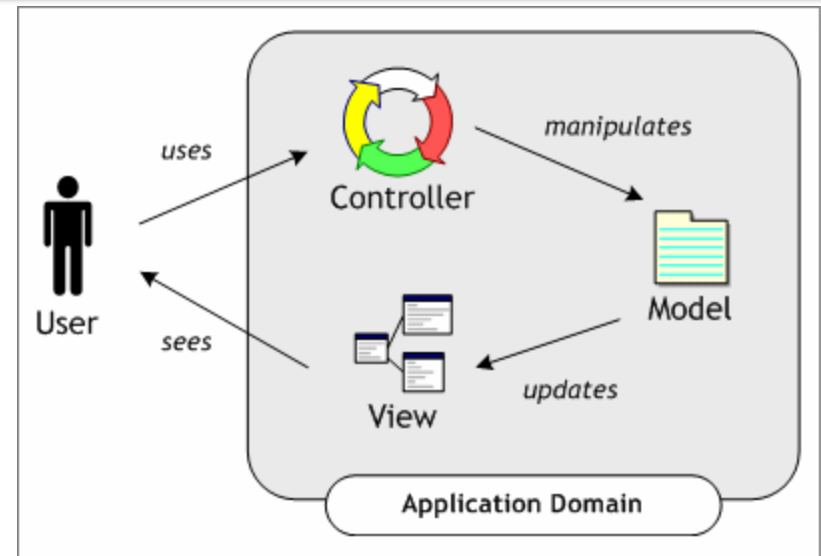 uses
manipulates
Controller
User
Model
sees
updates
View
Application Domain